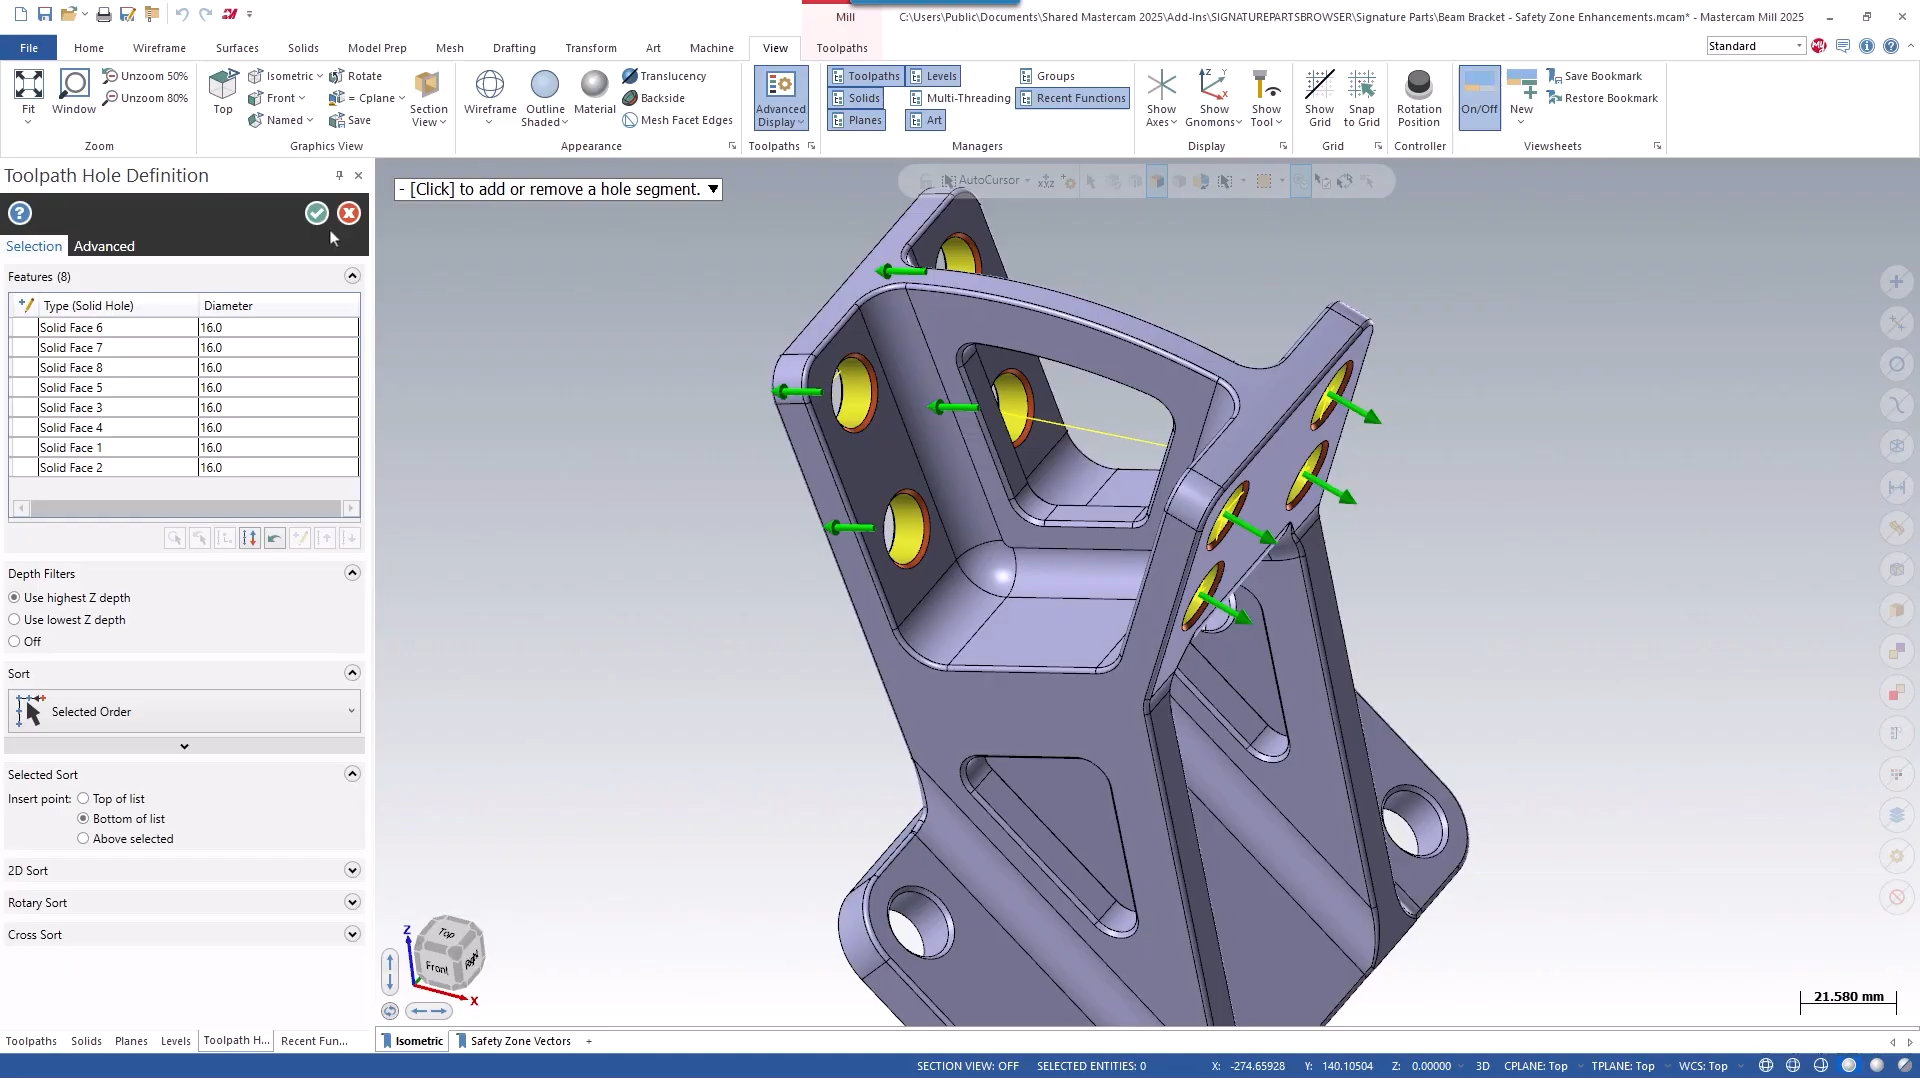 Mill
C:\Users\Public\Documents\Shared Mastercam 2025\Add-Ins\SIGNATUREPARTSBROWSER\Signature Parts\Beam Bracket - Safety Zone Enhancements.mcam* - Mastercam Mill 2025
File
Home
Wireframe
Surfaces
Solids
Model Prep
Mesh
Drafting
Transform
Art
Machine
View
Toolpaths
Standard
Fit
Window
Unzoom 50%
Unzoom 80%
Zoom
Top
Isometric
Front
Named
Rotate
= Cplane
Save
Section View
Graphics View
Wireframe
Outline Shaded
Material
Translucency
Backside
Mesh Facet Edges
Appearance
Advanced Display
Toolpaths
Toolpaths
Solids
Planes
Levels
Multi-Threading
Art
Groups
Recent Functions
Managers
Show Axes
Show Gnomons
Show Tool
Display
Show Grid
Snap to Grid
Grid
Rotation Position
Controller
On/Off
New
Save Bookmark
Restore Bookmark
Viewsheets
Toolpath Hole Definition
Selection
Advanced
Features (8)
Type (Solid Hole) Diameter
Solid Face 6 16.0
Solid Face 7 16.0
Solid Face 8 16.0
Solid Face 5 16.0
Solid Face 3 16.0
Solid Face 4 16.0
Solid Face 1 16.0
Solid Face 2 16.0
Depth Filters
Use highest Z depth
Use lowest Z depth
Off
Sort
Selected Order
Selected Sort
Insert point: Top of list
Bottom of list
Above selected
2D Sort
Rotary Sort
Cross Sort
- [Click] to add or remove a hole segment.
AutoCursor
Z
Top
Front
Right
X
21.580 mm
Toolpaths
Solids
Planes
Levels
Toolpath H...
Recent Fun...
Isometric
Safety Zone Vectors
+
SECTION VIEW: OFF
SELECTED ENTITIES: 0
X: -274.65928
Y: 140.10504
Z: 0.00000
3D
CPLANE: Top
TPLANE: Top
WCS: Top